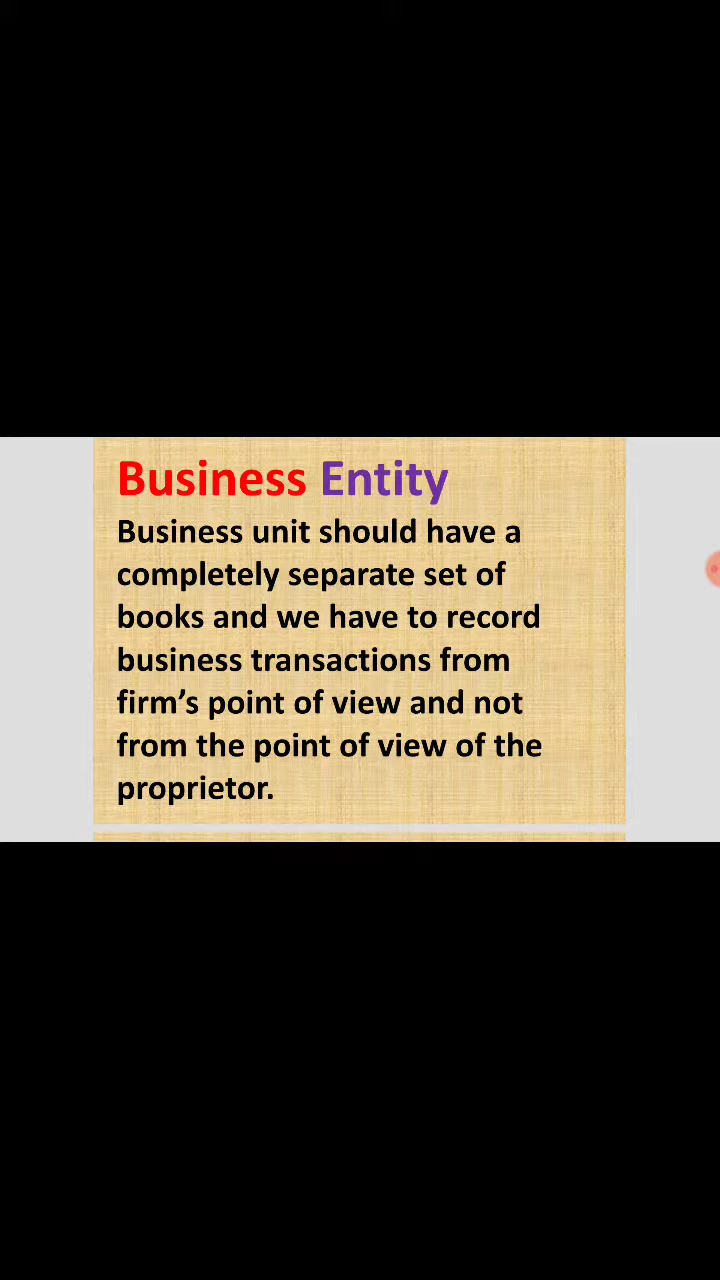 Business Entity
Business unit should have a
completely separate set of
books and we have to record
business transactions from
firm’s point of view and not
from the point of view of the
proprietor.